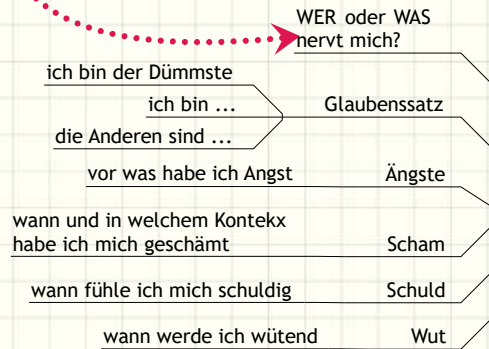 WER oder WAS
nervt mich?
ich bin der Dümmste
ich bin ...
Glaubenssatz
die Anderen sind ...
vor was habe ich Angst
Ängste
wann und in welchem Kontekx
habe ich mich geschämt
Scham
wann fühle ich mich schuldig
Schuld
wann werde ich wütend
Wut